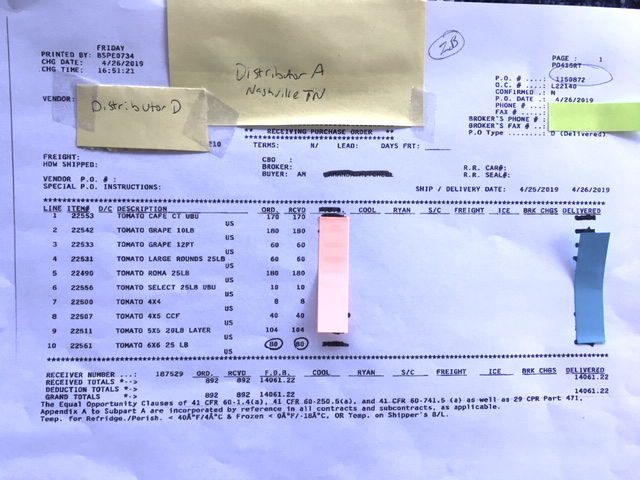 FRIDAY
PRINTED BY: BSPE0734
CHG DATE: 4/26/2019
CHG TIME: 16:51:21
Distributor A
Nashville TN
2B
PAGE : 1
PO416RT
P.O. # ....: 1150872
O.C. # ....: L22140
CONFIRMED .: N
P.O. DATE .: 4/26/2019
PHONE # ...:
FAX # .....:
BROKER'S PHONE # :
BROKER'S FAX # . :
P.O Type ..: D (Delivered)
VENDOR:
Distributor D
210
** RECEIVING PURCHASE ORDER **
TERMS: N/ LEAD: DAYS FRT:
FREIGHT:
HOW SHIPPED:
CBO :
BROKER:
BUYER: AM
R.R. CAR#:
R.R. SEAL#:
VENDOR P.O. # :
SPECIAL P.O. INSTRUCTIONS:
SHIP / DELIVERY DATE: 4/25/2019 4/26/2019
LINE ITEM# D/C DESCRIPTION ORD. RCVD COOL RYAN S/C FREIGHT ICE BRK CHGS DELIVERED
1 22553 TOMATO CAFE CT UBU 170 170
US
2 22542 TOMATO GRAPE 10LB 180 180
US
3 22533 TOMATO GRAPE 12PT 60 60
US
4 22531 TOMATO LARGE ROUNDS 25LB 60 60
US
5 22490 TOMATO ROMA 25LB 180 180
US
6 22556 TOMATO SELECT 25LB UBU 10 10
US
7 22500 TOMATO 4X4 8 8
US
8 22507 TOMATO 4X5 CCF 40 40
US
9 22511 TOMATO 5X5 20LB LAYER 104 104
US
10 22561 TOMATO 6X6 25 LB 80 80
US
RECEIVER NUMBER ...: 187529 ORD. RCVD F.O.B. COOL RYAN S/C FREIGHT ICE BRK CHGS DELIVERED
RECEIVED TOTALS *--> 892 892 14061.22 14061.22
DEDUCTION TOTALS *->
GRAND TOTALS *-> 892 892 14061.22 14061.22
The Equal Opportunity Clauses of 41 CFR 60-1.4(a), 41 CFR 60-250.5(a), and 41 CFR 60-741.5 (a) as well as 29 CPR Part 471,
Appendix A to Subpart A are incorporated by reference in all contracts and subcontracts, as applicable.
Temp. for Refridge./Perish. < 40Â°F/4Â°C & Frozen < 0Â°F/-18Â°C, OR Temp. on Shipper's B/L.